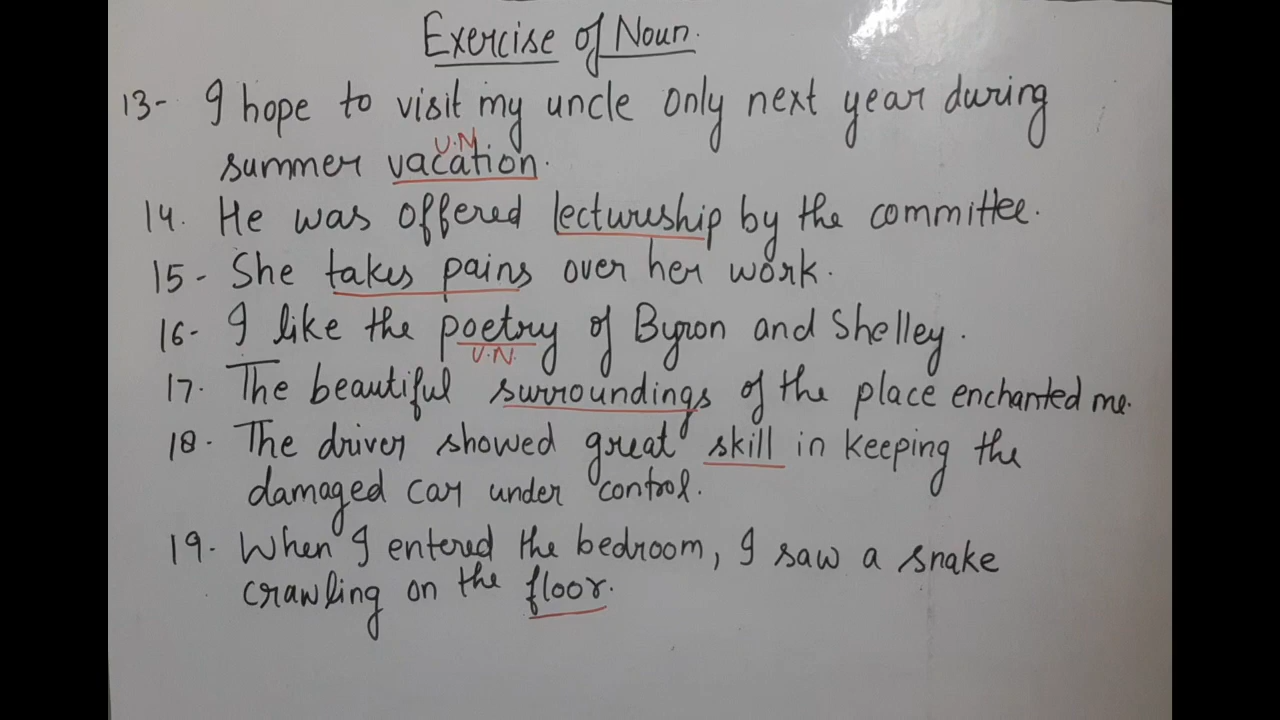 Exercise of Noun.
13- I hope to visit my uncle only next year during
U.N
summer vacation.
14. He was offered lectureship by the committee.
15- She takes pains over her work.
16- I like the poetry of Byron and Shelley.
U.N.
17. The beautiful surroundings of the place enchanted me.
18. The driver showed great skill in keeping the
damaged car under control.
19. When I entered the bedroom, I saw a snake
crawling on the floor.